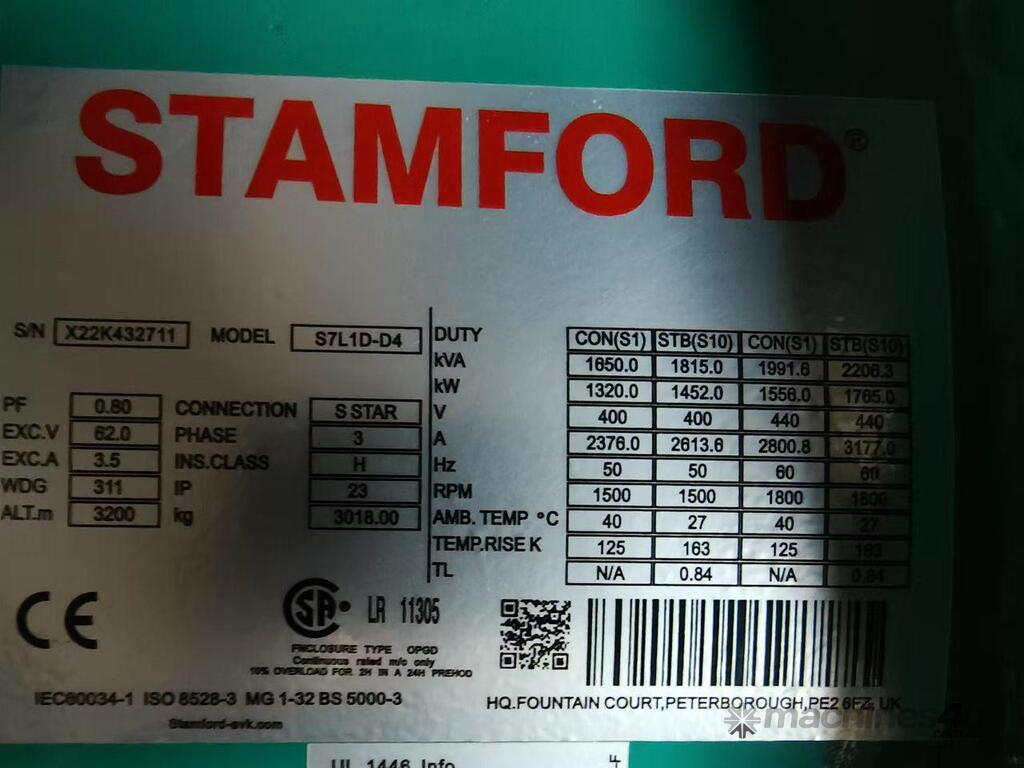 STAMFORD®
S/N X22K432711 MODEL S7L1D-D4
PF 0.80 CONNECTION S STAR
EXC.V 62.0 PHASE 3
EXC.A 3.5 INS.CLASS H
WDG 311 IP 23
ALT.m 3200 kg 3018.00
DUTY CON(S1) STB(S10) CON(S1) STB(S10)
kVA 1650.0 1815.0 1991.6 2206.3
kW 1320.0 1452.0 1556.0 1765.0
V 400 400 440 440
A 2376.0 2613.6 2800.8 3177.0
Hz 50 50 60 60
RPM 1500 1500 1800 1800
AMB. TEMP °C 40 27 40 27
TEMP.RISE K 125 163 125 163
TL N/A 0.84 N/A 0.84
CE
SA LR 11305
ENCLOSURE TYPE OPGD
Continuous rated m/c only
10% OVERLOAD FOR 2H IN A 24H PREHOD
IEC60034-1 ISO 8528-3 MG 1-32 BS 5000-3
Stamford-avk.com
HQ.FOUNTAIN COURT,PETERBOROUGH,PE2 6FZ, UK
machines4u
UL 1446 Info 4